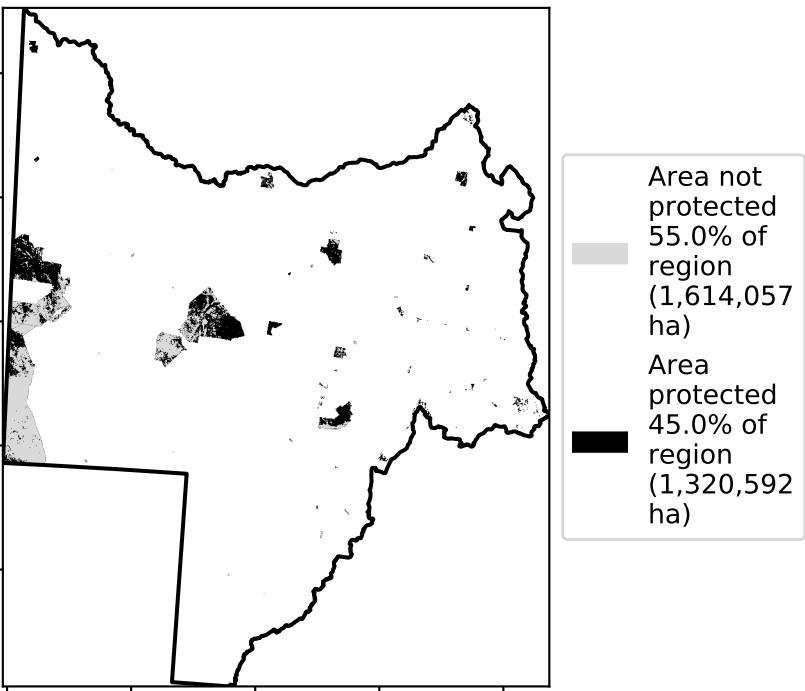 Area not
protected
55.0% of
region
(1,614,057
ha)
Area
protected
45.0% of
region
(1,320,592
ha)